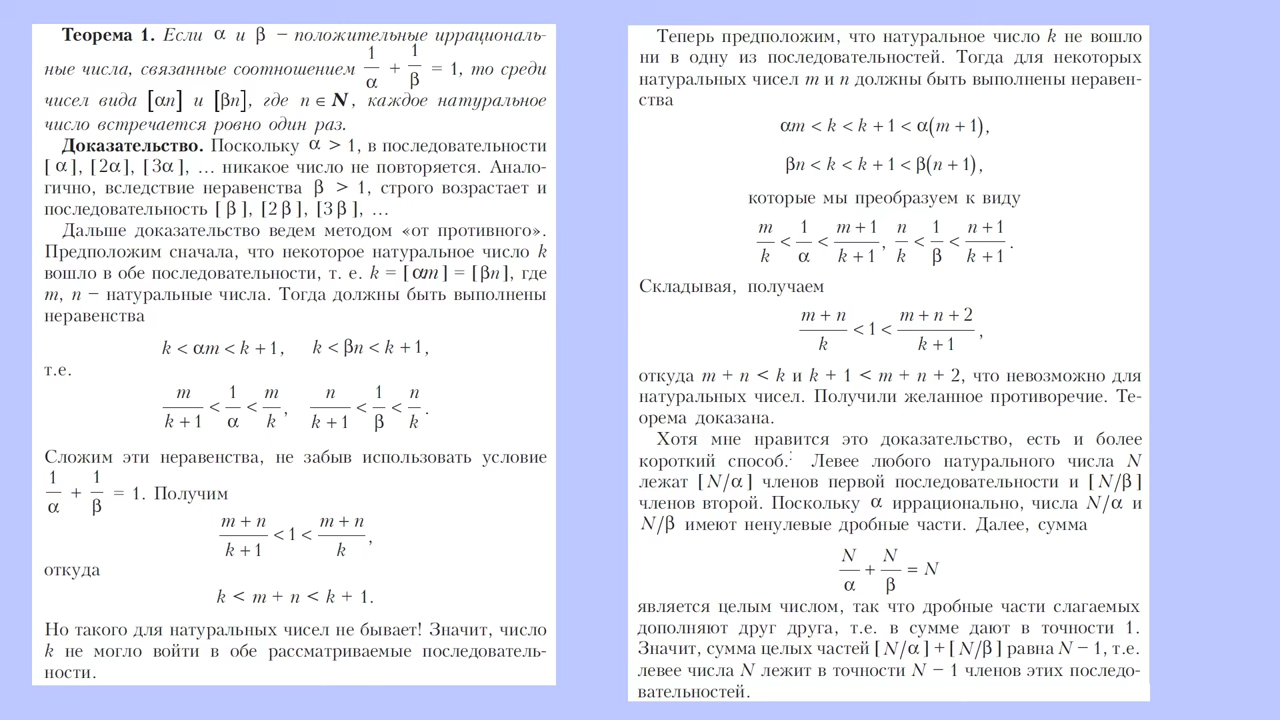 Теорема 1. Если α и β − положительные иррациональ-
ные числа, связанные соотношением 1/α + 1/β = 1, то среди
чисел вида [αn] и [βn], где n ∈ N, каждое натуральное
число встречается ровно один раз.
Доказательство. Поскольку α > 1, в последовательности
[α], [2α], [3α], … никакое число не повторяется. Анало-
гично, вследствие неравенства β > 1, строго возрастает и
последовательность [β], [2β], [3β], …
Дальше доказательство ведем методом «от противного».
Предположим сначала, что некоторое натуральное число k
вошло в обе последовательности, т. е. k = [αm] = [βn], где
m, n − натуральные числа. Тогда должны быть выполнены
неравенства
k < αm < k + 1, k < βn < k + 1,
т.е.
m/(k + 1) < 1/α < m/k, n/(k + 1) < 1/β < n/k.
Сложим эти неравенства, не забыв использовать условие
1/α + 1/β = 1. Получим
(m + n)/(k + 1) < 1 < (m + n)/k,
откуда
k < m + n < k + 1.
Но такого для натуральных чисел не бывает! Значит, число
k не могло войти в обе рассматриваемые последователь-
ности.
Теперь предположим, что натуральное число k не вошло
ни в одну из последовательностей. Тогда для некоторых
натуральных чисел m и n должны быть выполнены неравен-
ства
αm < k < k + 1 < α(m + 1),
βn < k < k + 1 < β(n + 1),
которые мы преобразуем к виду
m/k < 1/α < (m + 1)/(k + 1), n/k < 1/β < (n + 1)/(k + 1).
Складывая, получаем
(m + n)/k < 1 < (m + n + 2)/(k + 1),
откуда m + n < k и k + 1 < m + n + 2, что невозможно для
натуральных чисел. Получили желанное противоречие. Те-
орема доказана.
Хотя мне нравится это доказательство, есть и более
короткий способ. Левее любого натурального числа N
лежат [N/α] членов первой последовательности и [N/β]
членов второй. Поскольку α иррационально, числа N/α и
N/β имеют ненулевые дробные части. Далее, сумма
N/α + N/β = N
является целым числом, так что дробные части слагаемых
дополняют друг друга, т.е. в сумме дают в точности 1.
Значит, сумма целых частей [N/α] + [N/β] равна N − 1, т.е.
левее числа N лежит в точности N − 1 членов этих последо-
вательностей.